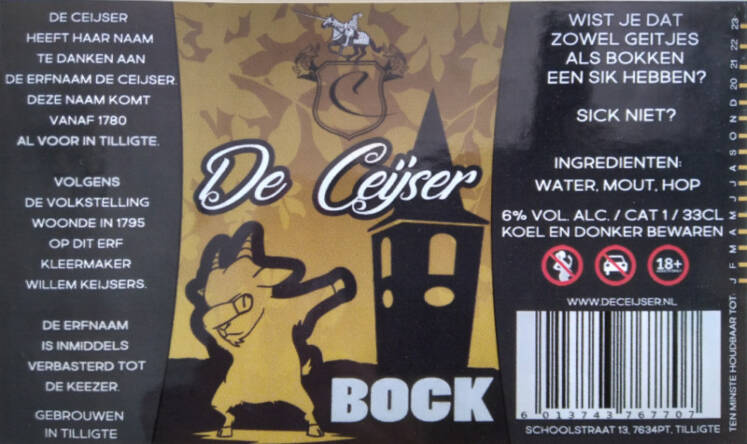 DE CEIJSER
HEEFT HAAR NAAM
TE DANKEN AAN
DE ERFNAAM DE CEIJSER.
DEZE NAAM KOMT
VANAF 1780
AL VOOR IN TILLIGTE.
VOLGENS
DE VOLKSTELLING
WOONDE IN 1795
OP DIT ERF
KLEERMAKER
WILLEM KEIJSERS.
DE ERFNAAM
IS INMIDDELS
VERBASTERD TOT
DE KEEZER.
GEBROUWEN
IN TILLIGTE
C
De Ceijser
BOCK
WIST JE DAT
ZOWEL GEITJES
ALS BOKKEN
EEN SIK HEBBEN?
SICK NIET?
INGREDIENTEN:
WATER, MOUT, HOP
6% VOL. ALC. / CAT 1 / 33CL
KOEL EN DONKER BEWAREN
18+
WWW.DECEIJSER.NL
6 013743 767707
SCHOOLSTRAAT 13, 7634PT, TILLIGTE
TEN MINSTE HOUDBAAR TOT: J F M A M J J A S O N D 20 21 22 23